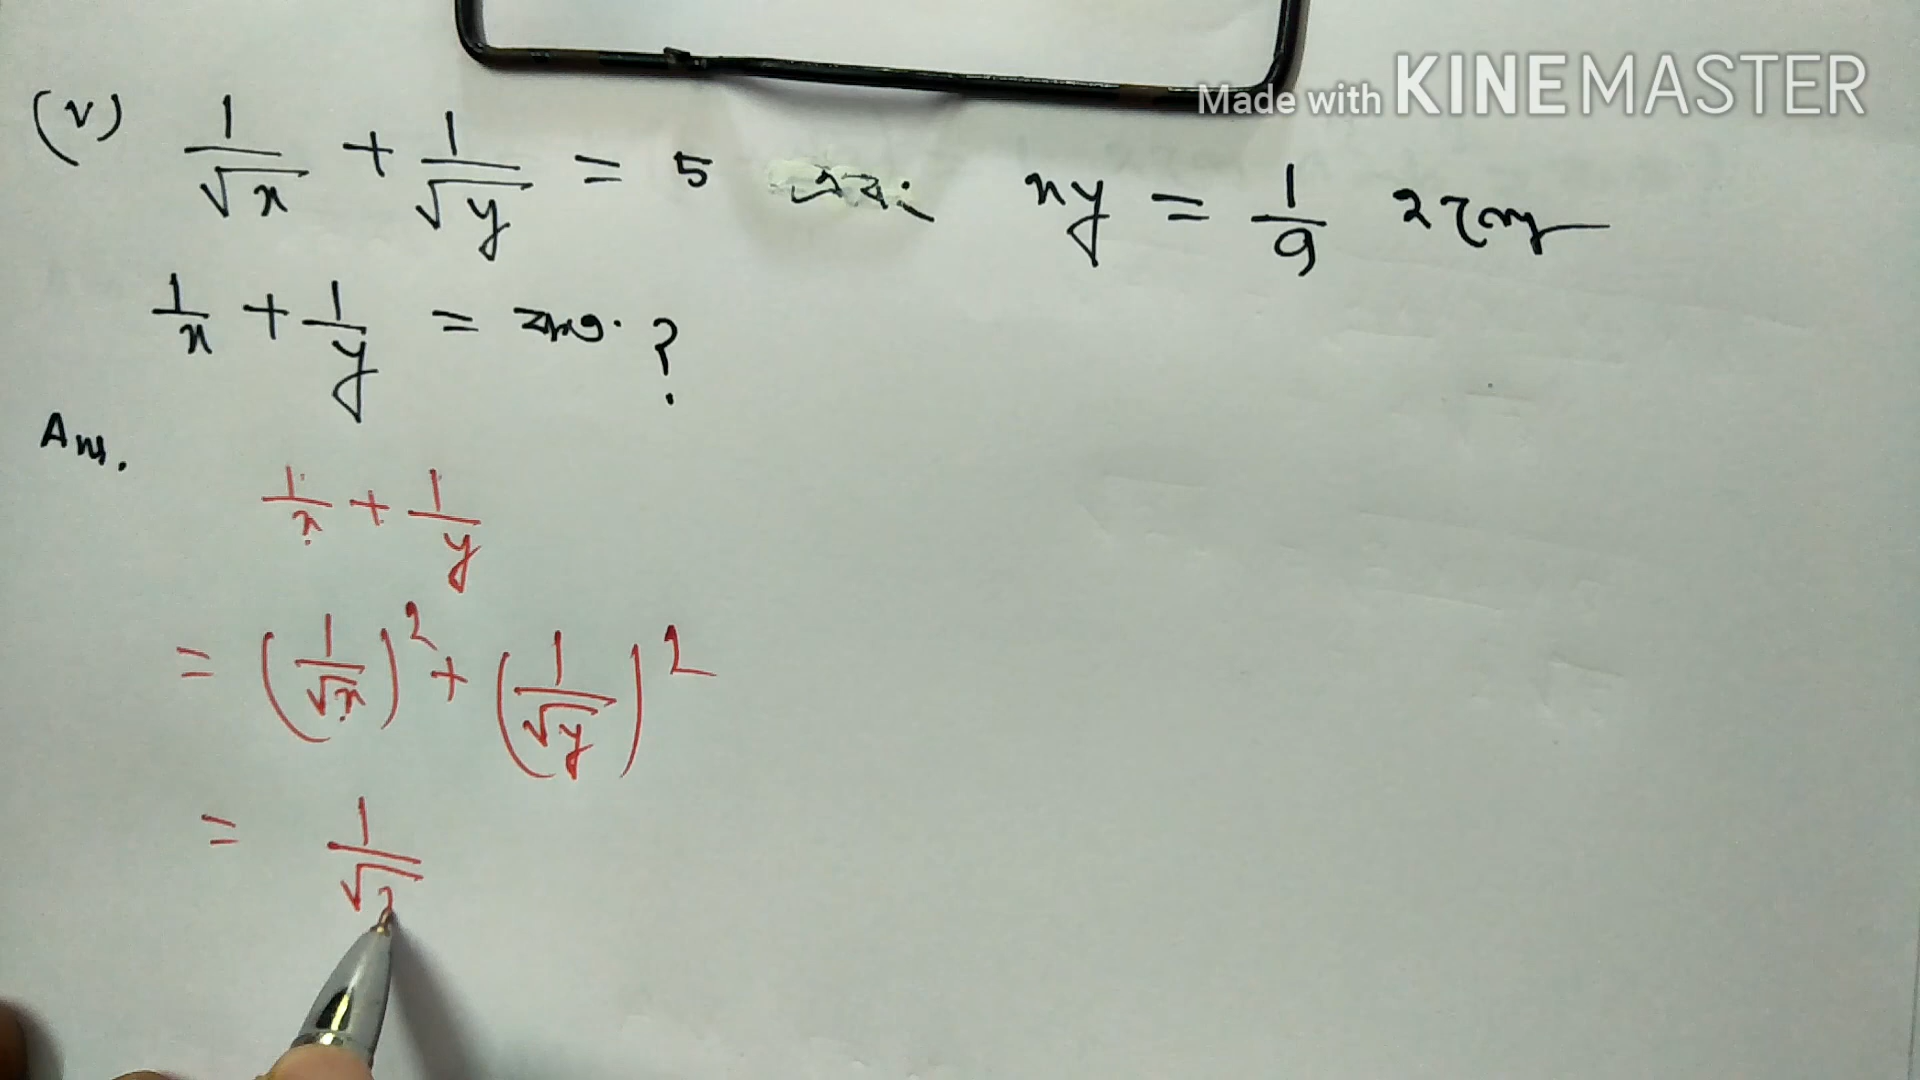 Made with KINEMASTER
(v) 1/√x + 1/√y = 5 এবং xy = 1/9 হলে
1/x + 1/y = কত ?
Ans.
1/x + 1/y
= (1/√x)² + (1/√y)²
= 1/√